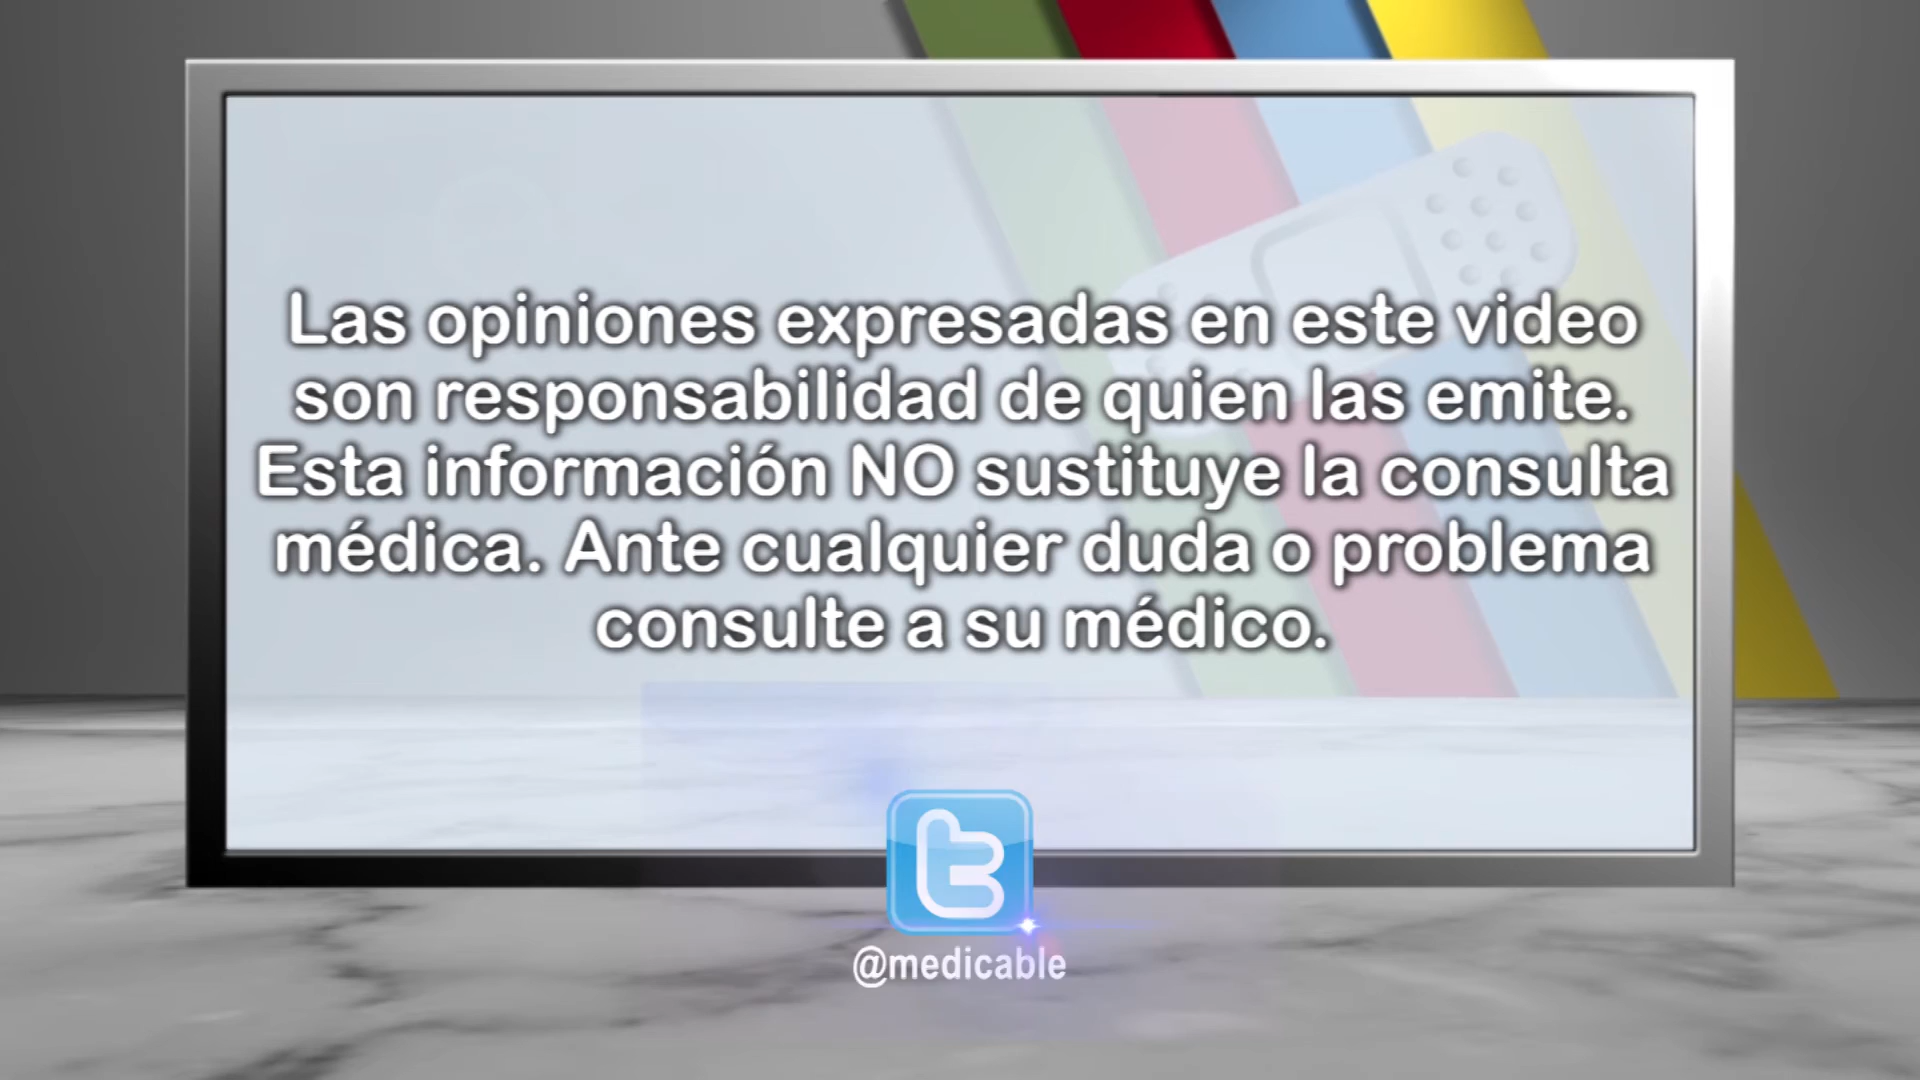 Las opiniones expresadas en este video
son responsabilidad de quien las emite.
Esta información NO sustituye la consulta
médica. Ante cualquier duda o problema
consulte a su médico.
@medicable